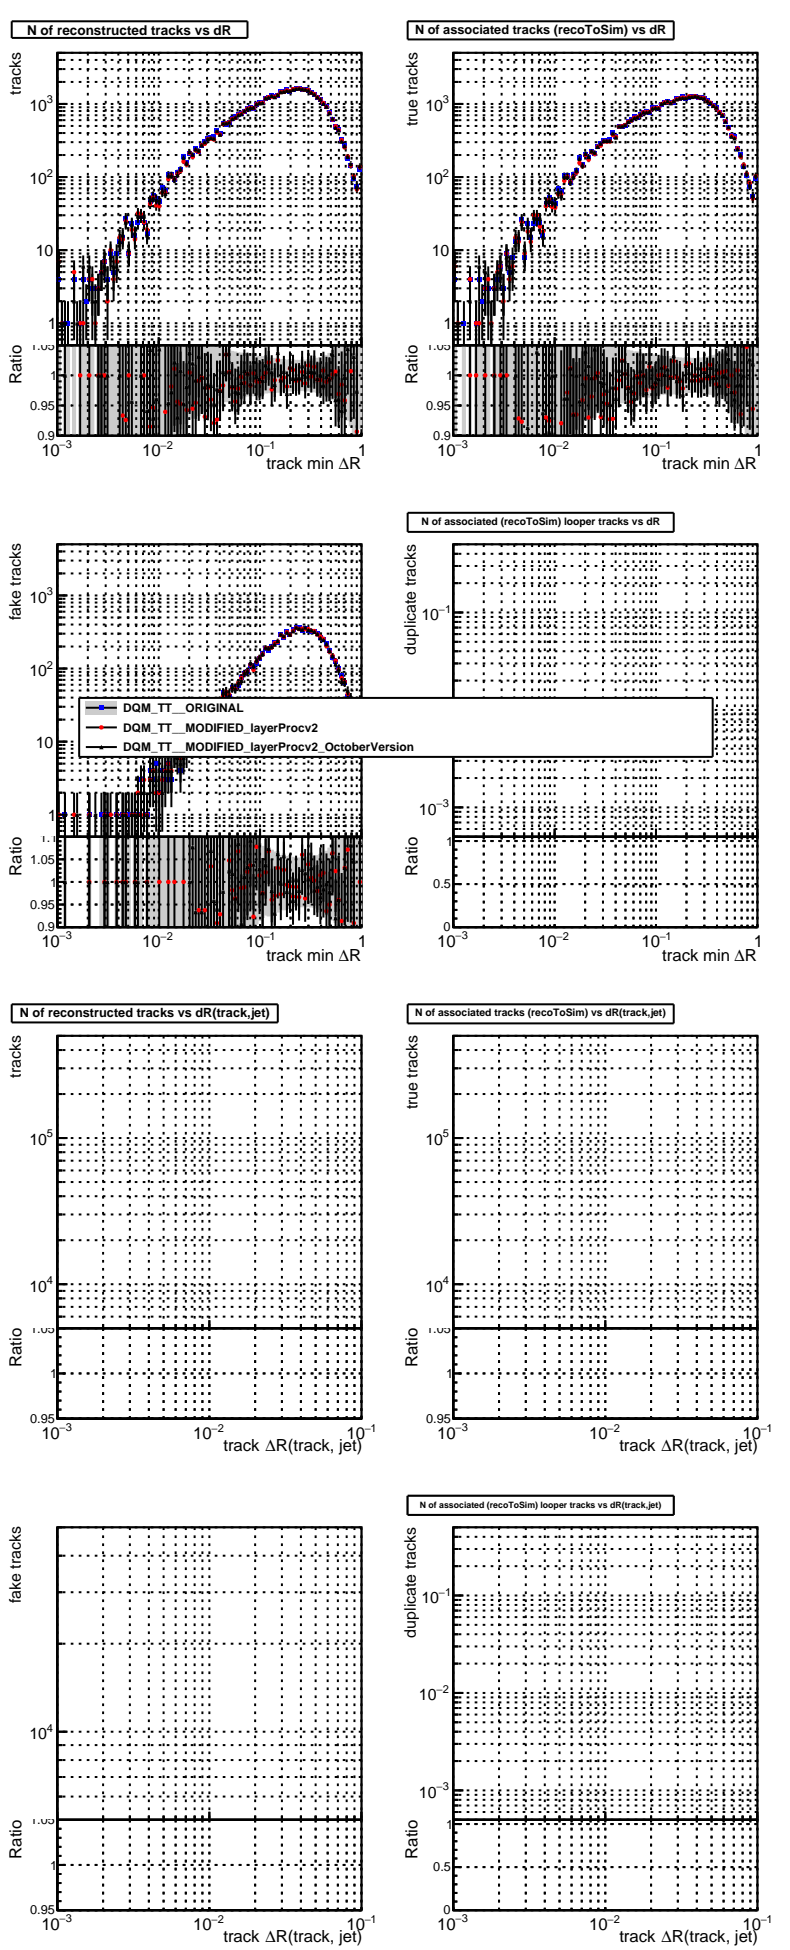 N of reconstructed tracks vs dR
N of associated tracks (recoToSim) vs dR
tracks
10³
10²
10
1
Ratio
1.05
1
0.95
0.9
10⁻³ 10⁻² 10⁻¹ 1
track min ΔR
true tracks
10³
10²
10
1
Ratio
1.05
1
0.95
0.9
10⁻³ 10⁻² 10⁻¹ 1
track min ΔR
N of associated (recoToSim) looper tracks vs dR
fake tracks
10³
10²
10
1
Ratio
1.1
1.05
1
0.95
0.9
10⁻³ 10⁻² 10⁻¹ 1
track min ΔR
duplicate tracks
10⁻¹
10⁻³
Ratio
1
0.5
0
10⁻³ 10⁻² 10⁻¹ 1
track min ΔR
DQM_TT__ORIGINAL
DQM_TT__MODIFIED_layerProcv2
DQM_TT__MODIFIED_layerProcv2_OctoberVersion
N of reconstructed tracks vs dR(track,jet)
N of associated tracks (recoToSim) vs dR(track,jet)
tracks
10⁵
10⁴
Ratio
1.05
1
0.95
10⁻³ 10⁻² 10⁻¹
track ΔR(track, jet)
true tracks
10⁵
10⁴
Ratio
1.05
1
0.95
10⁻³ 10⁻² 10⁻¹
track ΔR(track, jet)
N of associated (recoToSim) looper tracks vs dR(track,jet)
fake tracks
10⁴
Ratio
1.05
1
0.95
10⁻³ 10⁻² 10⁻¹
track ΔR(track, jet)
duplicate tracks
10⁻¹
10⁻²
10⁻³
Ratio
1
0.5
0
10⁻³ 10⁻² 10⁻¹
track ΔR(track, jet)